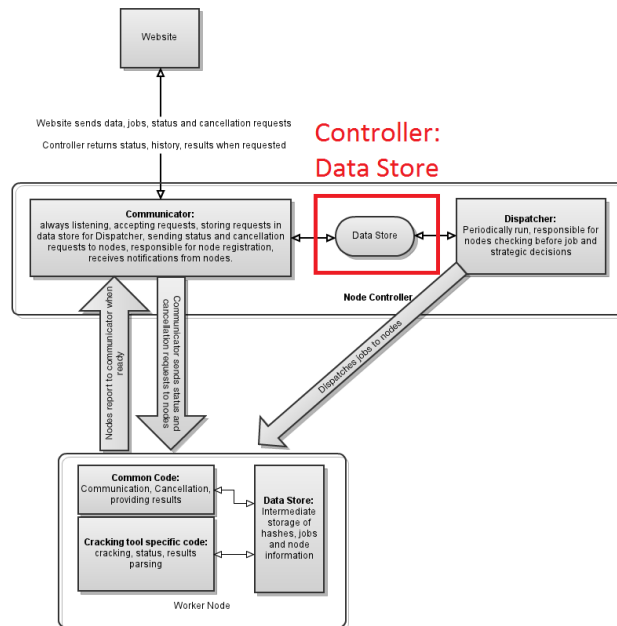 Website
Website sends data, jobs, status and cancellation requests
Controller returns status, history, results when requested
Controller:
Data Store
Communicator:
always listening, accepting requests, storing requests in
data store for Dispatcher, sending status and cancellation
requests to nodes, responsible for node registration,
receives notifications from nodes.
Data Store
Dispatcher:
Periodically run, responsible for
nodes checking before job and
strategic decisions
Node Controller
Nodes report to communicator when
ready
Communicator sends status and
cancellation requests to nodes
Dispatches jobs to nodes
Common Code:
Communication, Cancellation,
providing results
Cracking tool specific code:
cracking, status, results
parsing
Data Store:
Intermediate
storage of
hashes, jobs
and node
information
Worker Node